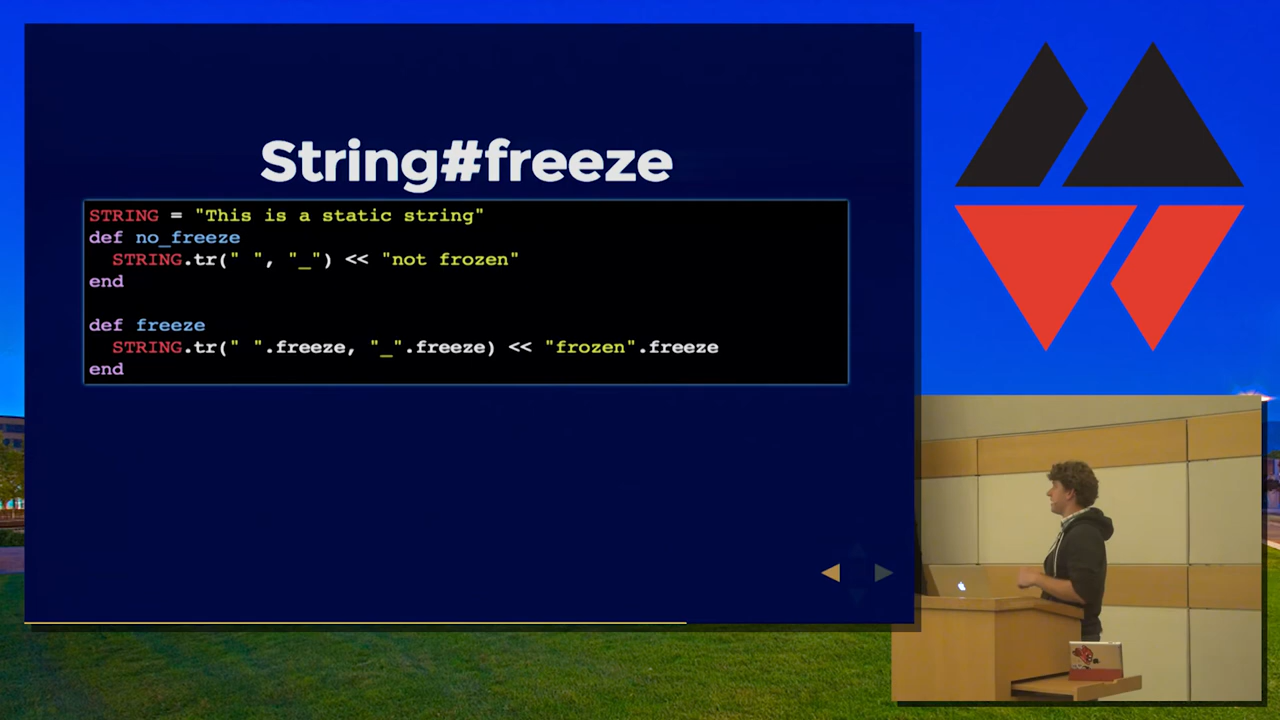 String#freeze
STRING = "This is a static string"
def no_freeze
  STRING.tr(" ", "_") << "not frozen"
end
def freeze
  STRING.tr(" ".freeze, "_".freeze) << "frozen".freeze
end